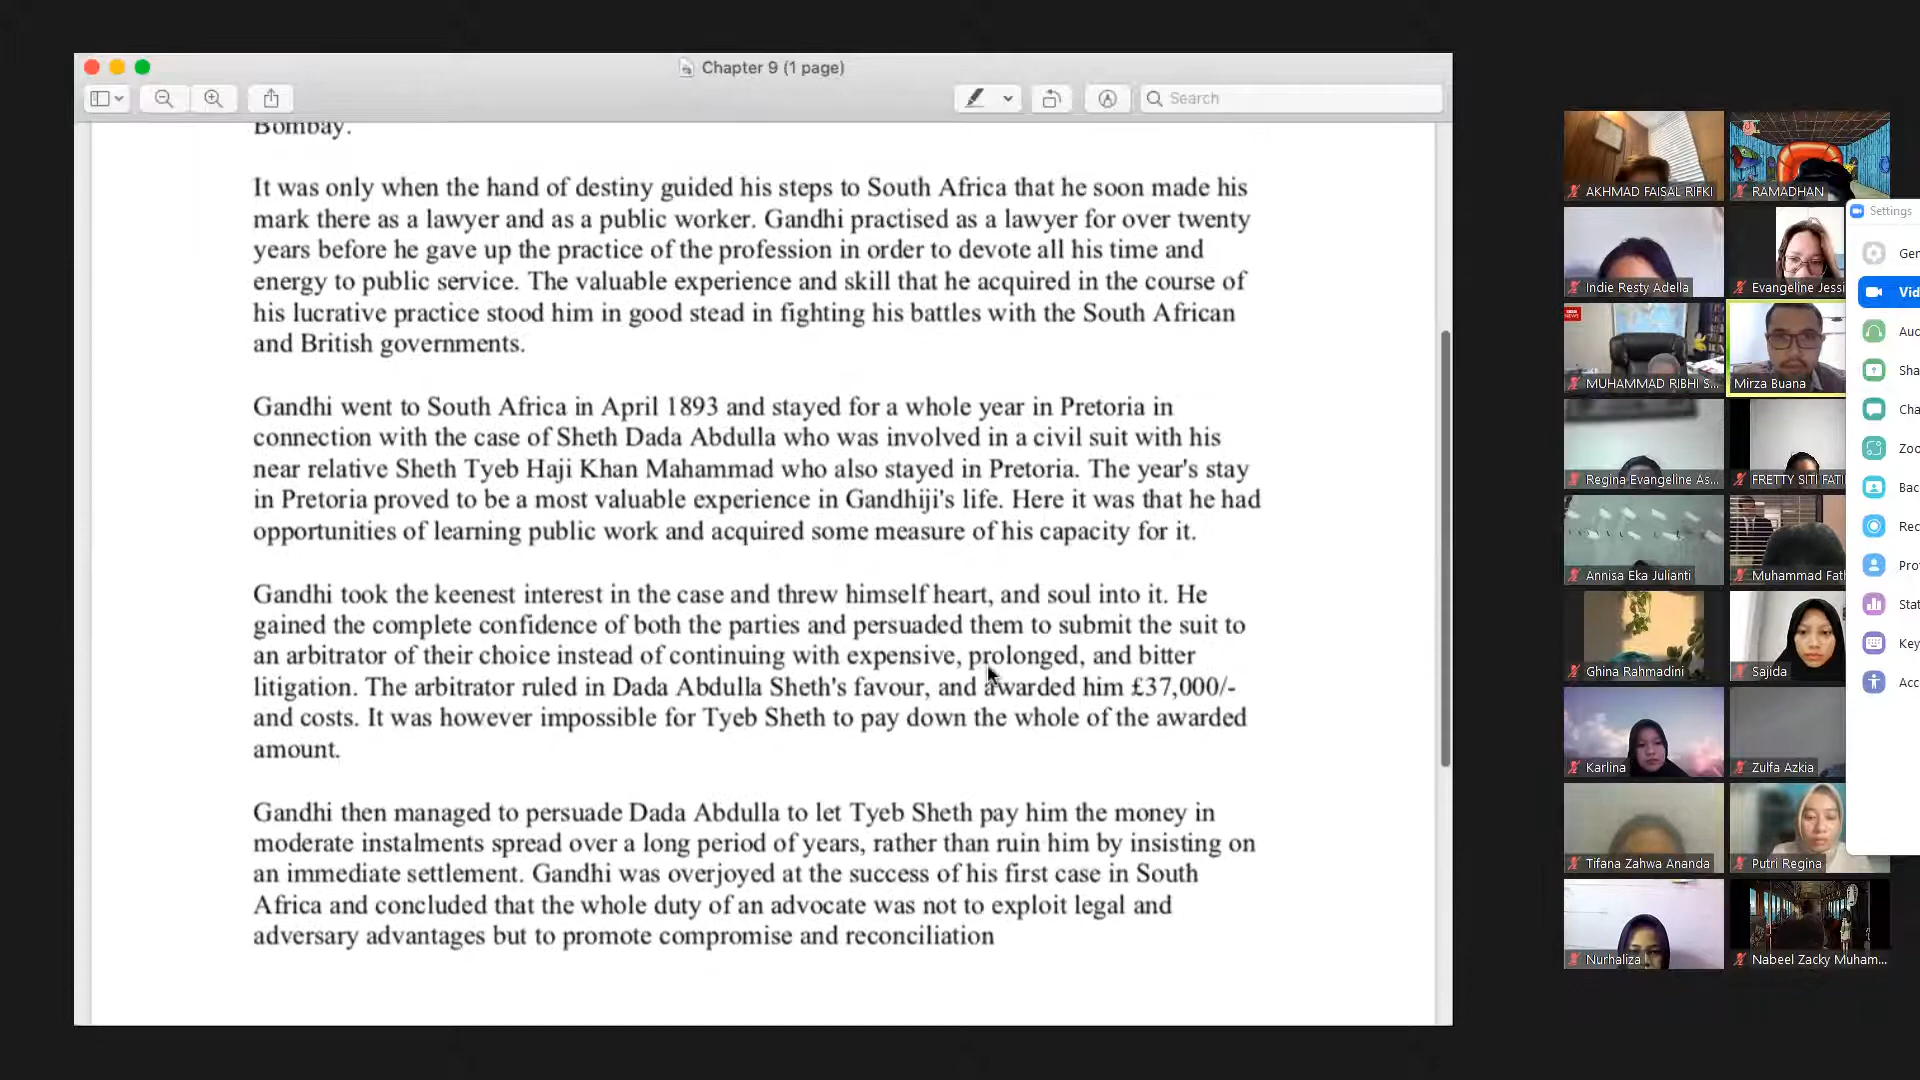 Chapter 9 (1 page)
Search
Bombay.
It was only when the hand of destiny guided his steps to South Africa that he soon made his
mark there as a lawyer and as a public worker. Gandhi practised as a lawyer for over twenty
years before he gave up the practice of the profession in order to devote all his time and
energy to public service. The valuable experience and skill that he acquired in the course of
his lucrative practice stood him in good stead in fighting his battles with the South African
and British governments.
Gandhi went to South Africa in April 1893 and stayed for a whole year in Pretoria in
connection with the case of Sheth Dada Abdulla who was involved in a civil suit with his
near relative Sheth Tyeb Haji Khan Mahammad who also stayed in Pretoria. The year's stay
in Pretoria proved to be a most valuable experience in Gandhiji's life. Here it was that he had
opportunities of learning public work and acquired some measure of his capacity for it.
Gandhi took the keenest interest in the case and threw himself heart, and soul into it. He
gained the complete confidence of both the parties and persuaded them to submit the suit to
an arbitrator of their choice instead of continuing with expensive, prolonged, and bitter
litigation. The arbitrator ruled in Dada Abdulla Sheth's favour, and awarded him £37,000/-
and costs. It was however impossible for Tyeb Sheth to pay down the whole of the awarded
amount.
Gandhi then managed to persuade Dada Abdulla to let Tyeb Sheth pay him the money in
moderate instalments spread over a long period of years, rather than ruin him by insisting on
an immediate settlement. Gandhi was overjoyed at the success of his first case in South
Africa and concluded that the whole duty of an advocate was not to exploit legal and
adversary advantages but to promote compromise and reconciliation
AKHMAD FAISAL RIFKI
RAMADHAN
Indie Resty Adella
Evangeline Jessi
BBC NEWS
MUHAMMAD RIBHI S...
Mirza Buana
Regina Evangeline As...
FRETTY SITI FATI
Annisa Eka Julianti
Muhammad Fat
Ghina Rahmadini
Sajida
Karlina
Zulfa Azkia
Tifana Zahwa Ananda
Putri Regina
Nurhaliza
Nabeel Zacky Muham...
Settings
Ger
Vid
Auc
Sha
Cha
Zoo
Bac
Rec
Pro
Stat
Key
Acc